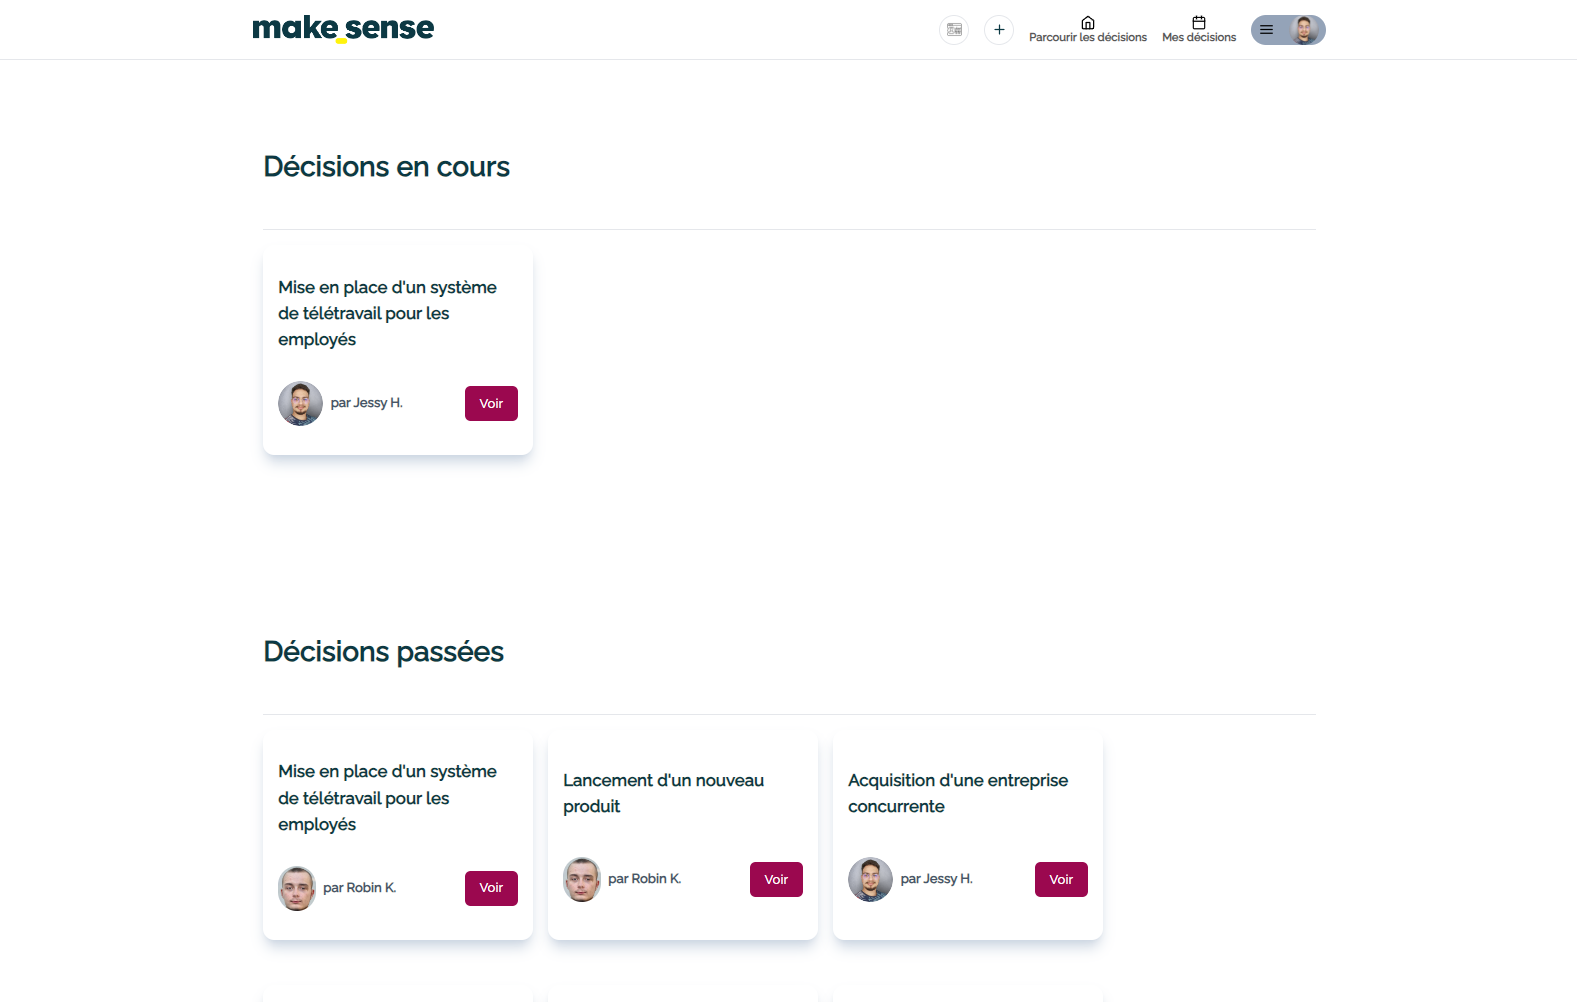 make_sense
Parcourir les décisions
Mes décisions
Décisions en cours
Mise en place d'un système
de télétravail pour les
employés
par Jessy H.
Voir
Décisions passées
Mise en place d'un système
de télétravail pour les
employés
par Robin K.
Voir
Lancement d'un nouveau
produit
par Robin K.
Voir
Acquisition d'une entreprise
concurrente
par Jessy H.
Voir